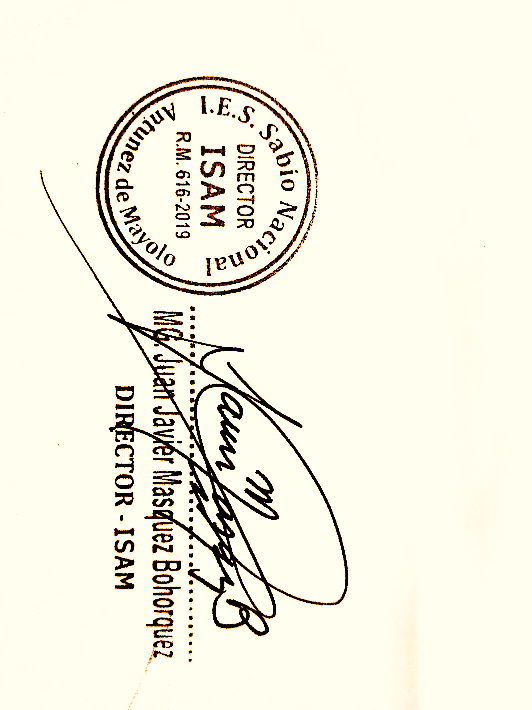 I.E.S. Sabio Nacional
DIRECTOR
ISAM
R.M. 616-2019
Antunez de Mayolo
MG. Juan Javier Masquez Bohorquez
DIRECTOR - ISAM